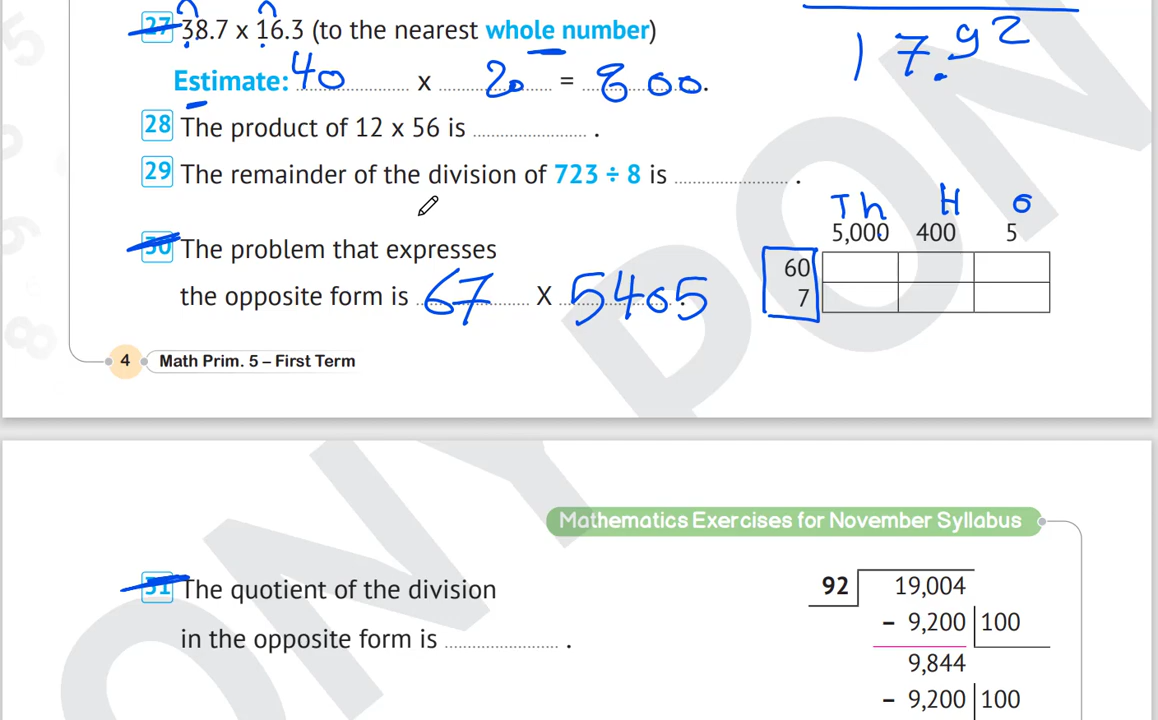 17.92
27 38.7 x 16.3 (to the nearest whole number)
Estimate: 40 x 20 = 800.
28 The product of 12 x 56 is .................... .
29 The remainder of the division of 723 ÷ 8 is .................... .
Th H O
5,000 400 5
60
7
30 The problem that expresses
the opposite form is 67 X 5405.
4 Math Prim. 5 – First Term
Mathematics Exercises for November Syllabus
31 The quotient of the division
in the opposite form is .................... .
92 19,004
– 9,200 100
9,844
– 9,200 100